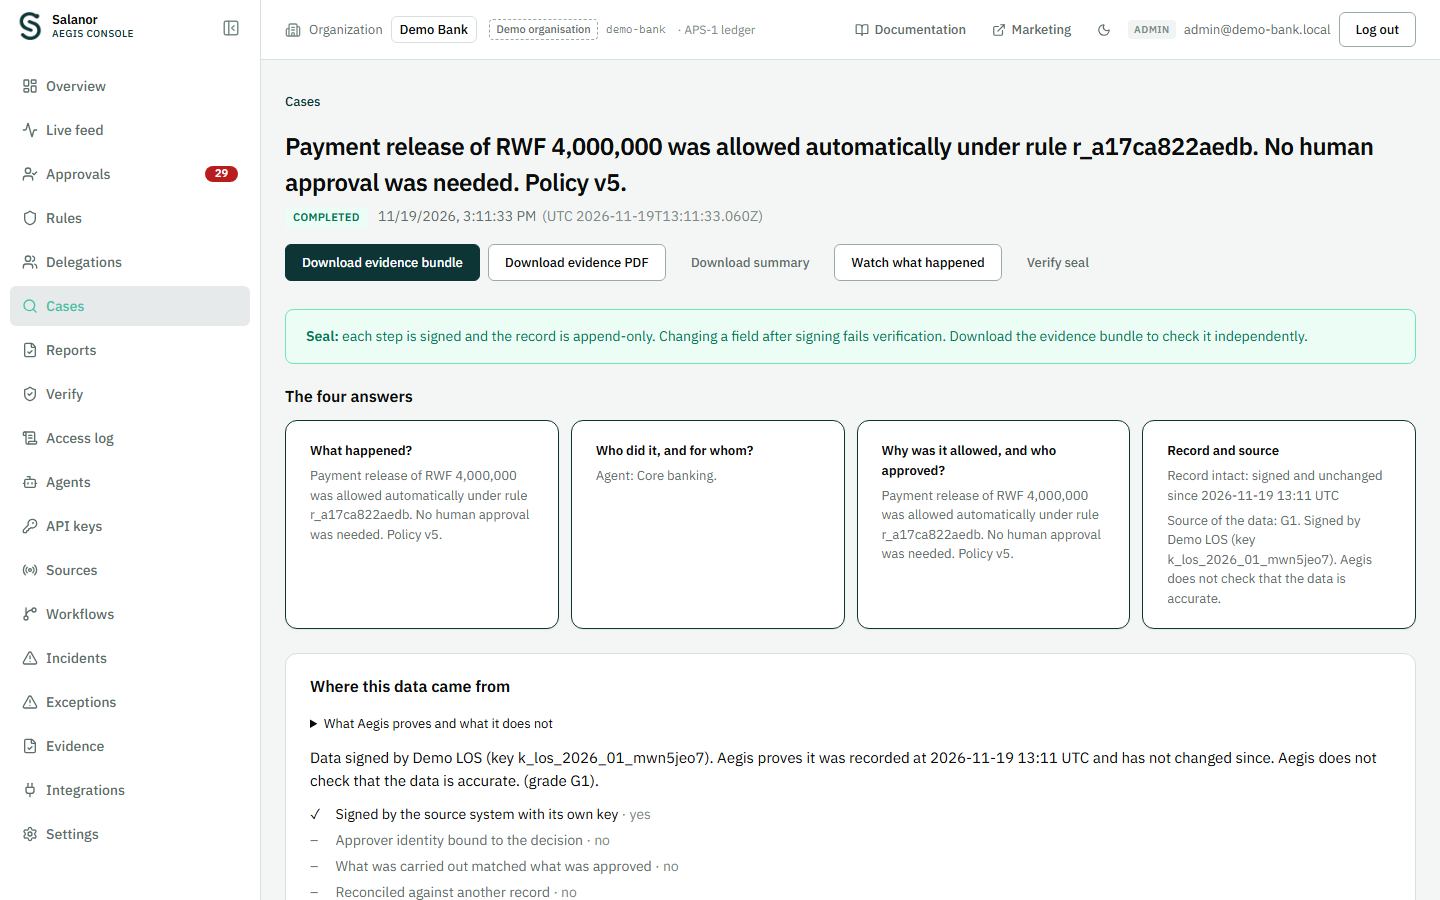 Salanor
AEGIS CONSOLE
Organization
Demo Bank
Demo organisation
demo-bank
· APS-1 ledger
Documentation
Marketing
ADMIN
admin@demo-bank.local
Log out
Overview
Live feed
Approvals
29
Rules
Delegations
Cases
Reports
Verify
Access log
Agents
API keys
Sources
Workflows
Incidents
Exceptions
Evidence
Integrations
Settings
Cases
Payment release of RWF 4,000,000 was allowed automatically under rule r_a17ca822aedb. No human
approval was needed. Policy v5.
COMPLETED
11/19/2026, 3:11:33 PM (UTC 2026-11-19T13:11:33.060Z)
Download evidence bundle
Download evidence PDF
Download summary
Watch what happened
Verify seal
Seal: each step is signed and the record is append-only. Changing a field after signing fails verification. Download the evidence bundle to check it independently.
The four answers
What happened?
Payment release of RWF 4,000,000
was allowed automatically under rule
r_a17ca822aedb. No human approval
was needed. Policy v5.
Who did it, and for whom?
Agent: Core banking.
Why was it allowed, and who
approved?
Payment release of RWF 4,000,000
was allowed automatically under rule
r_a17ca822aedb. No human approval
was needed. Policy v5.
Record and source
Record intact: signed and unchanged
since 2026-11-19 13:11 UTC
Source of the data: G1. Signed by
Demo LOS (key
k_los_2026_01_mwn5jeo7). Aegis
does not check that the data is
accurate.
Where this data came from
▶ What Aegis proves and what it does not
Data signed by Demo LOS (key k_los_2026_01_mwn5jeo7). Aegis proves it was recorded at 2026-11-19 13:11 UTC and has not changed since. Aegis does not
check that the data is accurate. (grade G1).
✓ Signed by the source system with its own key · yes
– Approver identity bound to the decision · no
– What was carried out matched what was approved · no
– Reconciled against another record · no